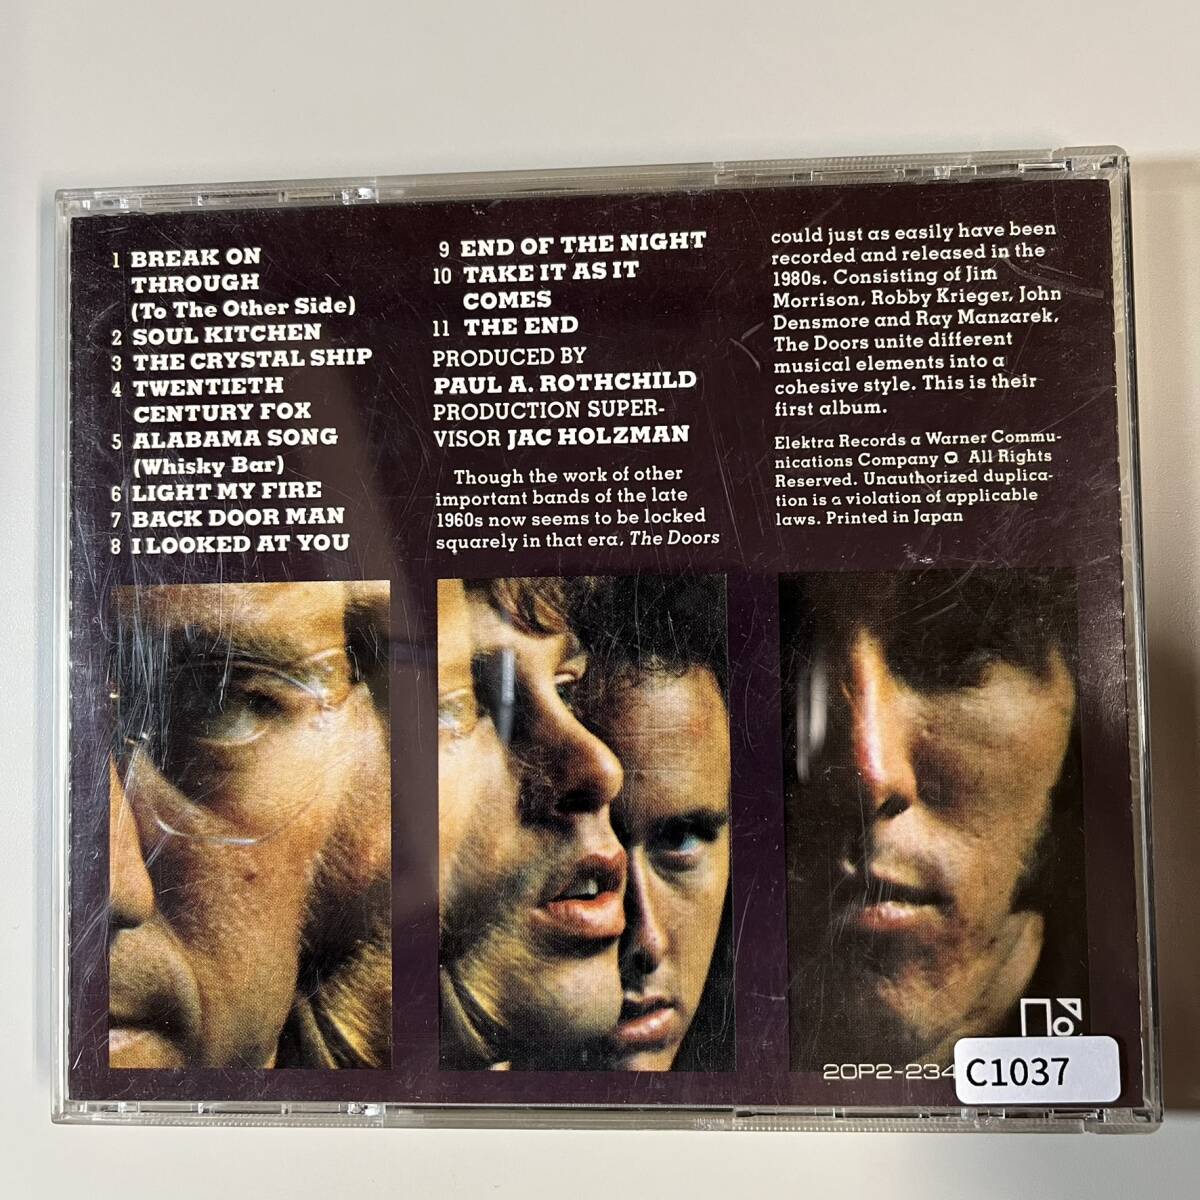 1 BREAK ON
THROUGH
(To The Other Side)
2 SOUL KITCHEN
3 THE CRYSTAL SHIP
4 TWENTIETH
CENTURY FOX
5 ALABAMA SONG
(Whisky Bar)
6 LIGHT MY FIRE
7 BACK DOOR MAN
8 I LOOKED AT YOU
9 END OF THE NIGHT
10 TAKE IT AS IT
COMES
11 THE END
PRODUCED BY
PAUL A. ROTHCHILD
PRODUCTION SUPER-
VISOR JAC HOLZMAN
Though the work of other
important bands of the late
1960s now seems to be locked
squarely in that era, The Doors
could just as easily have been
recorded and released in the
1980s. Consisting of Jim
Morrison, Robby Krieger, John
Densmore and Ray Manzarek,
The Doors unite different
musical elements into a
cohesive style. This is their
first album.
Elektra Records a Warner Commu-
nications Company All Rights
Reserved. Unauthorized duplica-
tion is a violation of applicable
laws. Printed in Japan
20P2-234
C1037